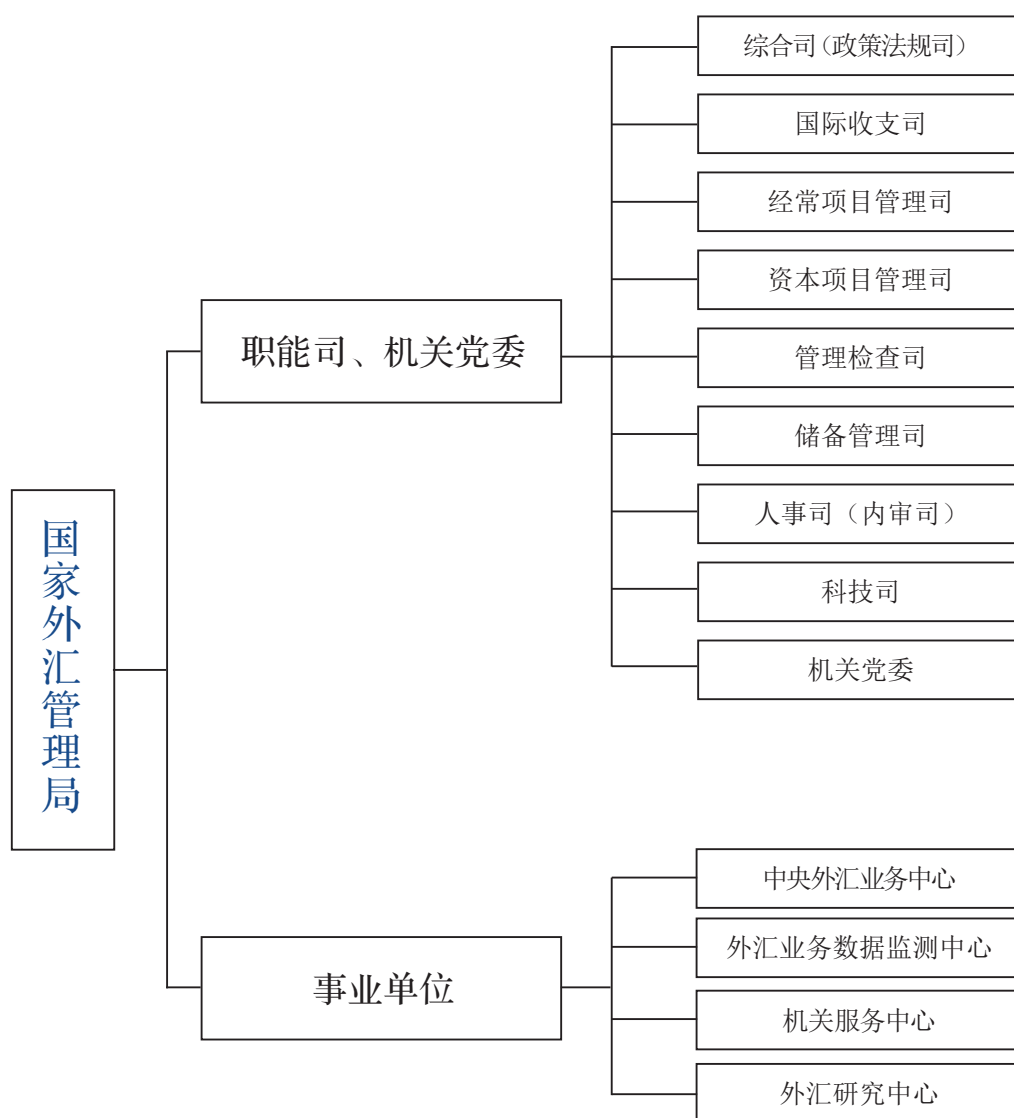 国家外汇管理局
职能司、机关党委
综合司（政策法规司）
国际收支司
经常项目管理司
资本项目管理司
管理检查司
储备管理司
人事司（内审司）
科技司
机关党委
事业单位
中央外汇业务中心
外汇业务数据监测中心
机关服务中心
外汇研究中心